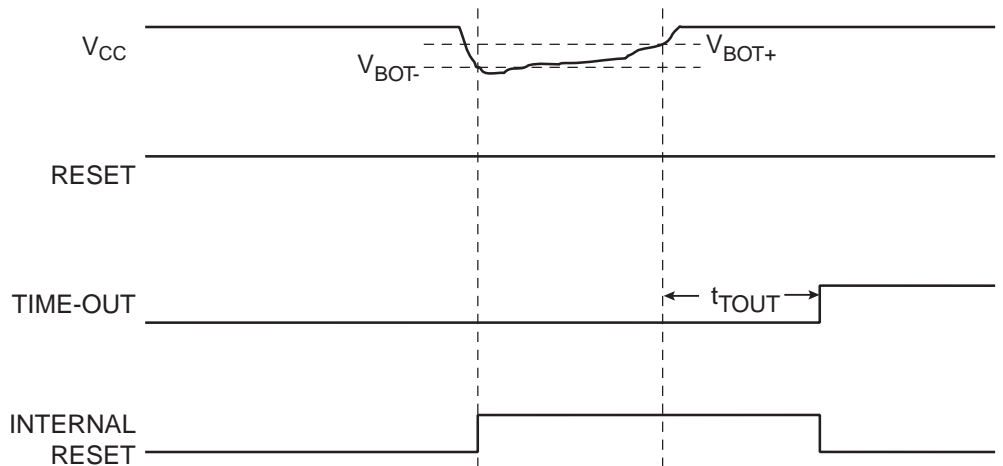 VCC
VBOT-
VBOT+
RESET
TIME-OUT
tTOUT
INTERNAL
RESET